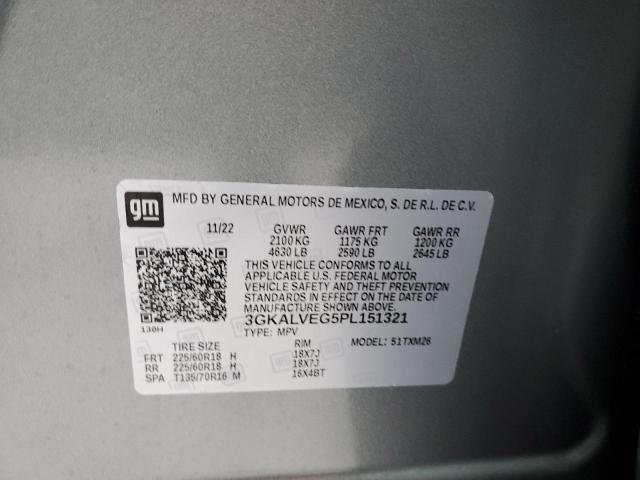 gm
MFD BY GENERAL MOTORS DE MEXICO, S. DE R.L. DE C.V.
11/22 GVWR GAWR FRT GAWR RR
2100 KG 1175 KG 1200 KG
4630 LB 2590 LB 2645 LB
THIS VEHICLE CONFORMS TO ALL
APPLICABLE U.S. FEDERAL MOTOR
VEHICLE SAFETY AND THEFT PREVENTION
STANDARDS IN EFFECT ON THE DATE OF
MANUFACTURE SHOWN ABOVE.
3GKALVEG5PL151321
130H
TYPE: MPV MODEL: 51TXM26
TIRE SIZE RIM
FRT 225/60R18 H 18X7J
RR 225/60R18 H 18X7J
SPA T135/70R16 M 16X4BT